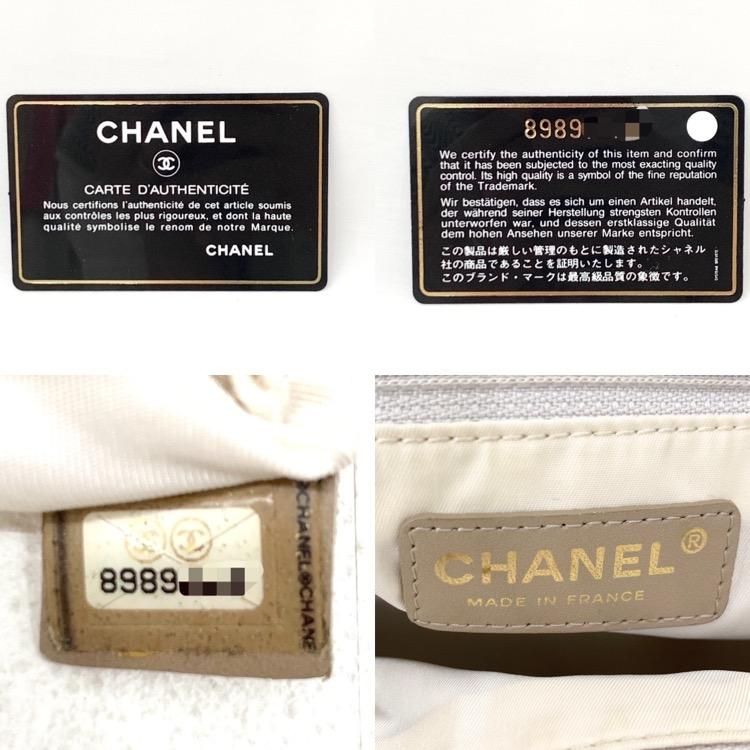 CHANEL
CARTE D'AUTHENTICITÉ
Nous certifions l'authenticité de cet article soumis
aux contrôles les plus rigoureux, et dont la haute
qualité symbolise le renom de notre Marque.
CHANEL
8989
We certify the authenticity of this item and confirm
that it has been subjected to the most exacting quality
control. Its high quality is a symbol of the fine reputation
of the Trademark.
Wir bestätigen, dass es sich um einen Artikel handelt,
der während seiner Herstellung strengsten Kontrollen
unterworfen war, und dessen erstklassige Qualität
dem hohen Ansehen unserer Marke entspricht.
この製品は厳しい管理のもとに製造されたシャネル
社の商品であることを証明いたします。
このブランド・マークは最高級品質の象徴です。
8989
CHANEL®CHANE
CHANEL®
MADE IN FRANCE